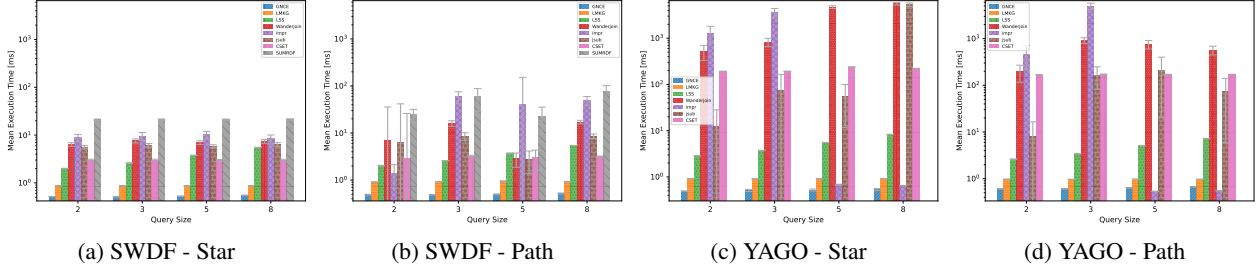 Mean Execution Time [ms]
10³
10²
10¹
10⁰
2
3
5
8
Query Size
GNCE
LMKG
LSS
WanderJoin
impr
jsub
CSET
SUMRDF
(a) SWDF - Star
Mean Execution Time [ms]
10³
10²
10¹
10⁰
2
3
5
8
Query Size
GNCE
LMKG
LSS
WanderJoin
impr
jsub
CSET
SUMRDF
(b) SWDF - Path
Mean Execution Time [ms]
10³
10²
10¹
10⁰
2
3
5
8
Query Size
GNCE
LMKG
LSS
WanderJoin
impr
jsub
CSET
(c) YAGO - Star
Mean Execution Time [ms]
10³
10²
10¹
10⁰
2
3
5
8
Query Size
GNCE
LMKG
LSS
WanderJoin
impr
jsub
CSET
(d) YAGO - Path